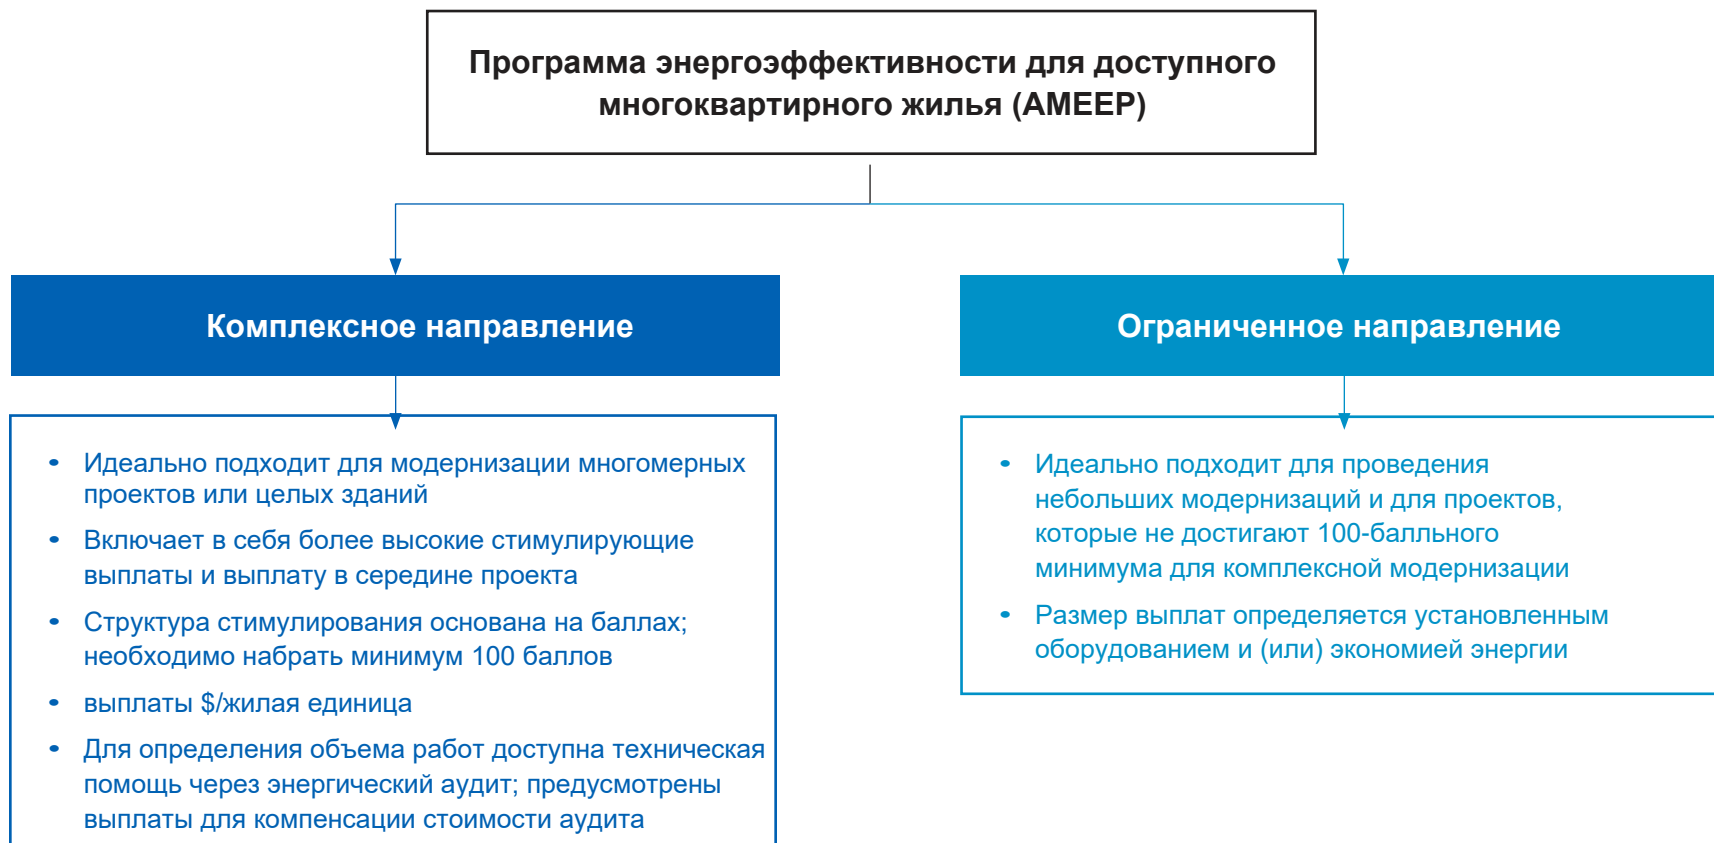 Программа энергоэффективности для доступного
многоквартирного жилья (AMEEP)
Комплексное направление
• Идеально подходит для модернизации многомерных
проектов или целых зданий
• Включает в себя более высокие стимулирующие
выплаты и выплату в середине проекта
• Структура стимулирования основана на баллах;
необходимо набрать минимум 100 баллов
• выплаты $/жилая единица
• Для определения объема работ доступна техническая
помощь через энергический аудит; предусмотрены
выплаты для компенсации стоимости аудита
Ограниченное направление
• Идеально подходит для проведения
небольших модернизаций и для проектов,
которые не достигают 100-балльного
минимума для комплексной модернизации
• Размер выплат определяется установленным
оборудованием и (или) экономией энергии